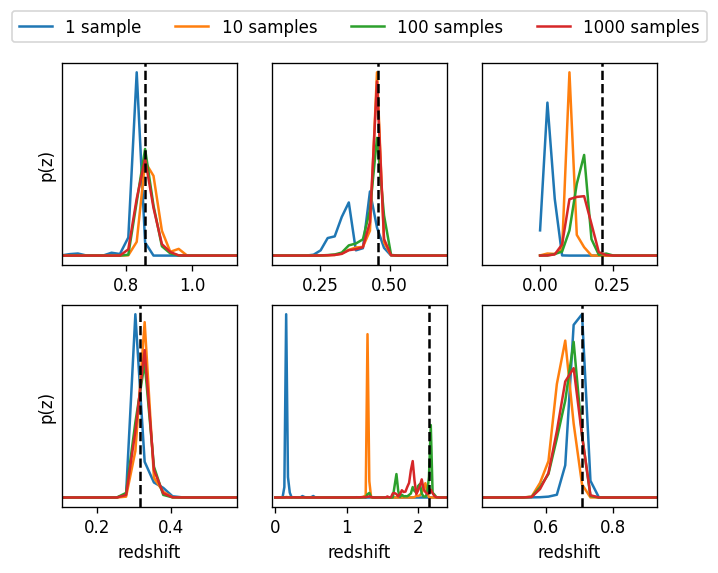 1 sample 10 samples 100 samples 1000 samples
p(z)
0.8 1.0
0.25 0.50
0.00 0.25
p(z)
0.2 0.4
0 1 2
0.6 0.8
redshift redshift redshift